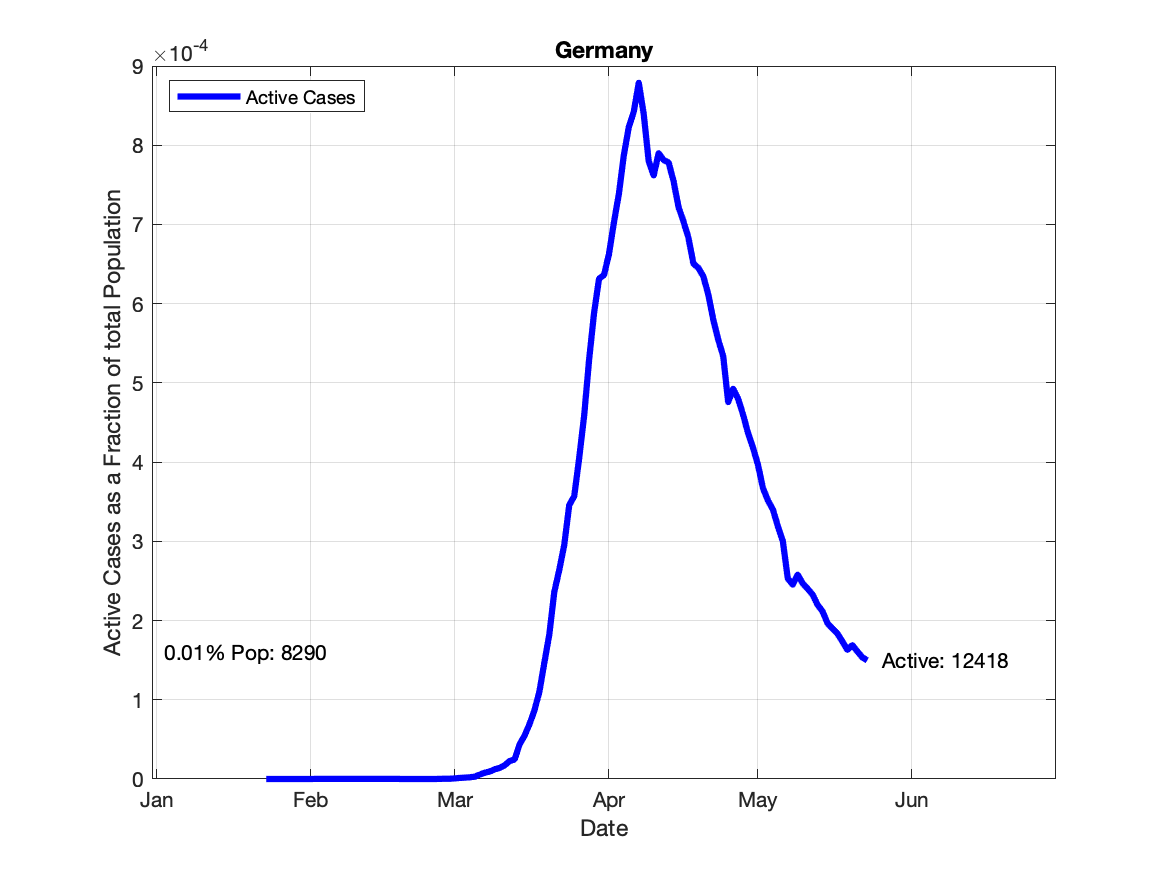 Germany
×10-4
Active Cases
9
8
7
6
5
4
3
2
1
0
Active Cases as a Fraction of total Population
0.01% Pop: 8290
Active: 12418
Jan Feb Mar Apr May Jun
Date